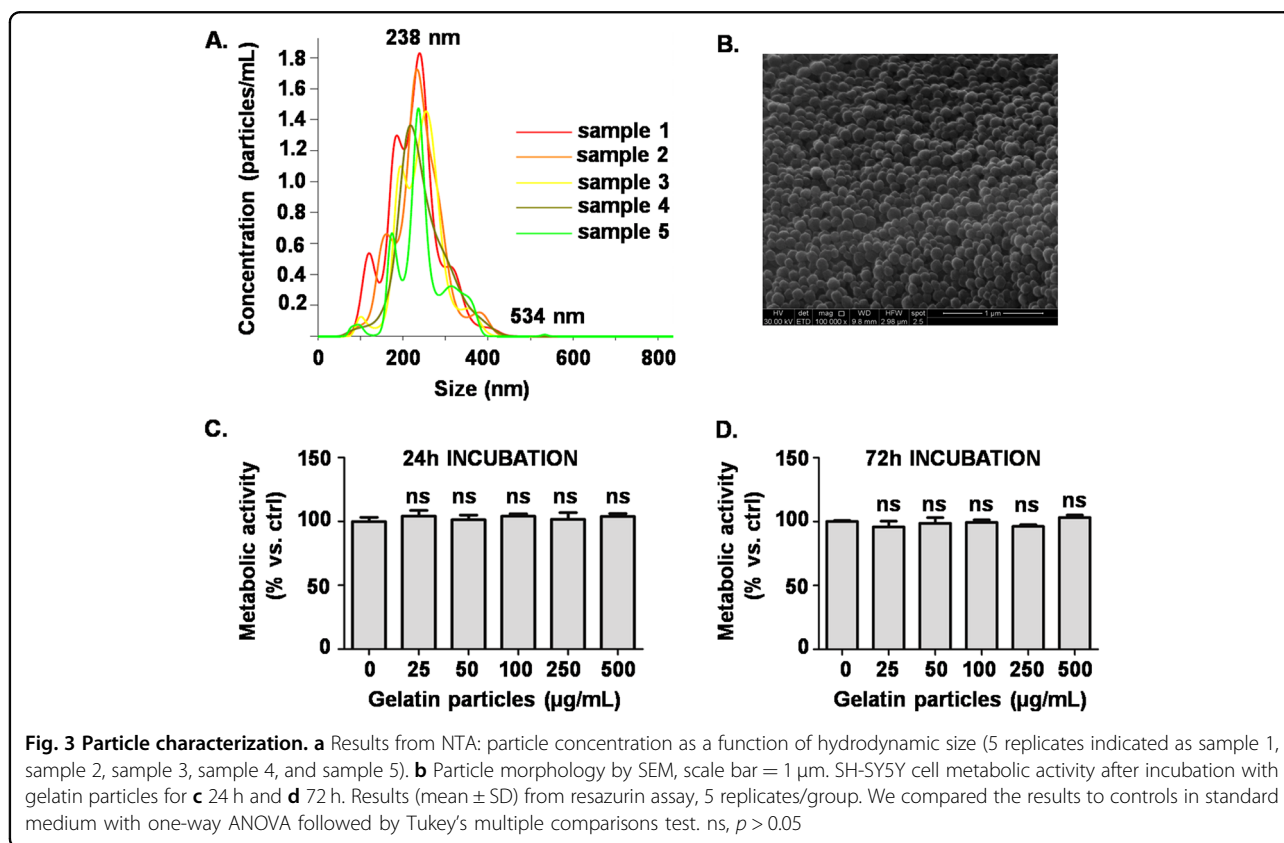 A.
238 nm
Concentration (particles/mL)
1.8
1.6
1.4
1.2
1.0
0.8
0.6
0.4
0.2
sample 1
sample 2
sample 3
sample 4
sample 5
534 nm
0 200 400 600 800
Size (nm)
B.
HV det mag WD HFW spot
30.00 kV ETD 100 000 x 9.8 mm 2.98 µm 2.5
1 µm
C.
24h INCUBATION
Metabolic activity
(% vs. ctrl)
150
100
50
0
ns ns ns ns ns
0 25 50 100 250 500
Gelatin particles (µg/mL)
D.
72h INCUBATION
Metabolic activity
(% vs. ctrl)
150
100
50
0
ns ns ns ns ns
0 25 50 100 250 500
Gelatin particles (µg/mL)
Fig. 3 Particle characterization. a Results from NTA: particle concentration as a function of hydrodynamic size (5 replicates indicated as sample 1,
sample 2, sample 3, sample 4, and sample 5). b Particle morphology by SEM, scale bar = 1 µm. SH-SY5Y cell metabolic activity after incubation with
gelatin particles for c 24 h and d 72 h. Results (mean ± SD) from resazurin assay, 5 replicates/group. We compared the results to controls in standard
medium with one-way ANOVA followed by Tukey's multiple comparisons test. ns, p > 0.05